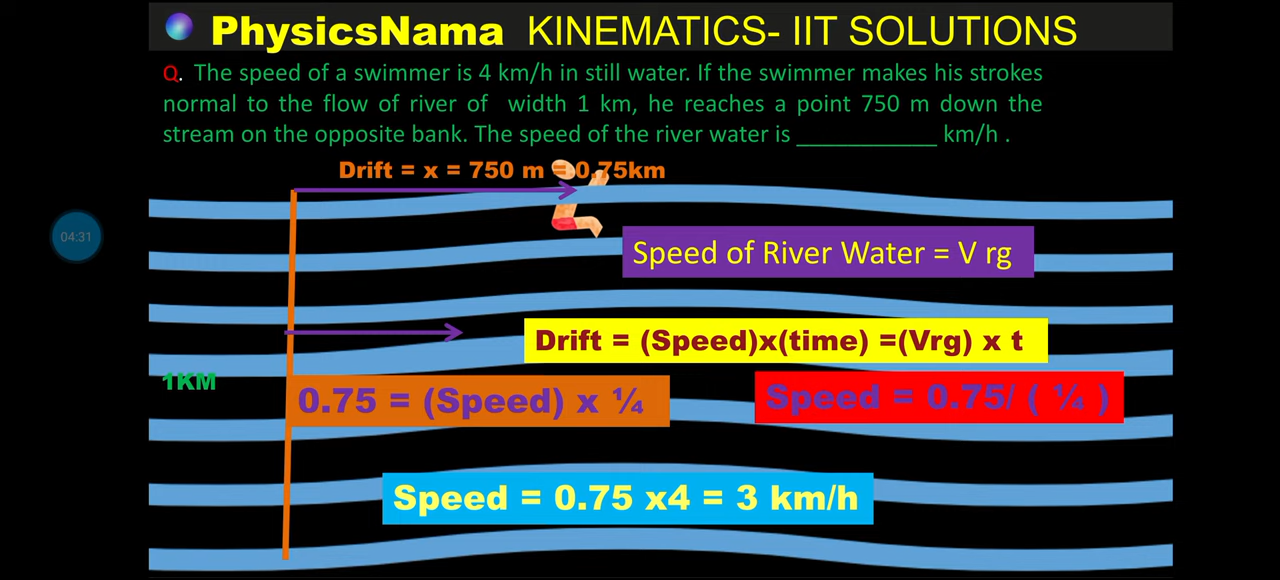 PhysicsNama KINEMATICS- IIT SOLUTIONS
Q. The speed of a swimmer is 4 km/h in still water. If the swimmer makes his strokes
normal to the flow of river of width 1 km, he reaches a point 750 m down the
stream on the opposite bank. The speed of the river water is ___________ km/h .
Drift = x = 750 m = 0.75km
04:31
Speed of River Water = V rg
Drift = (Speed)x(time) =(Vrg) x t
1KM
0.75 = (Speed) x ¼
Speed = 0.75/ ( ¼ )
Speed = 0.75 x4 = 3 km/h